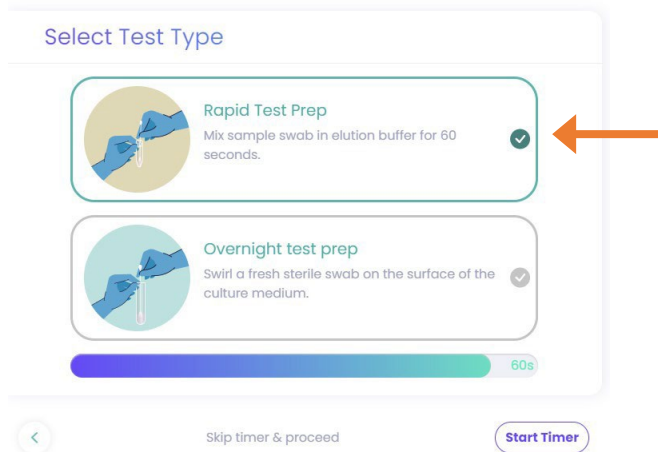 Select Test Type
Rapid Test Prep
Mix sample swab in elution buffer for 60
seconds.
Overnight test prep
Swirl a fresh sterile swab on the surface of the
culture medium.
60s
Skip timer & proceed
Start Timer